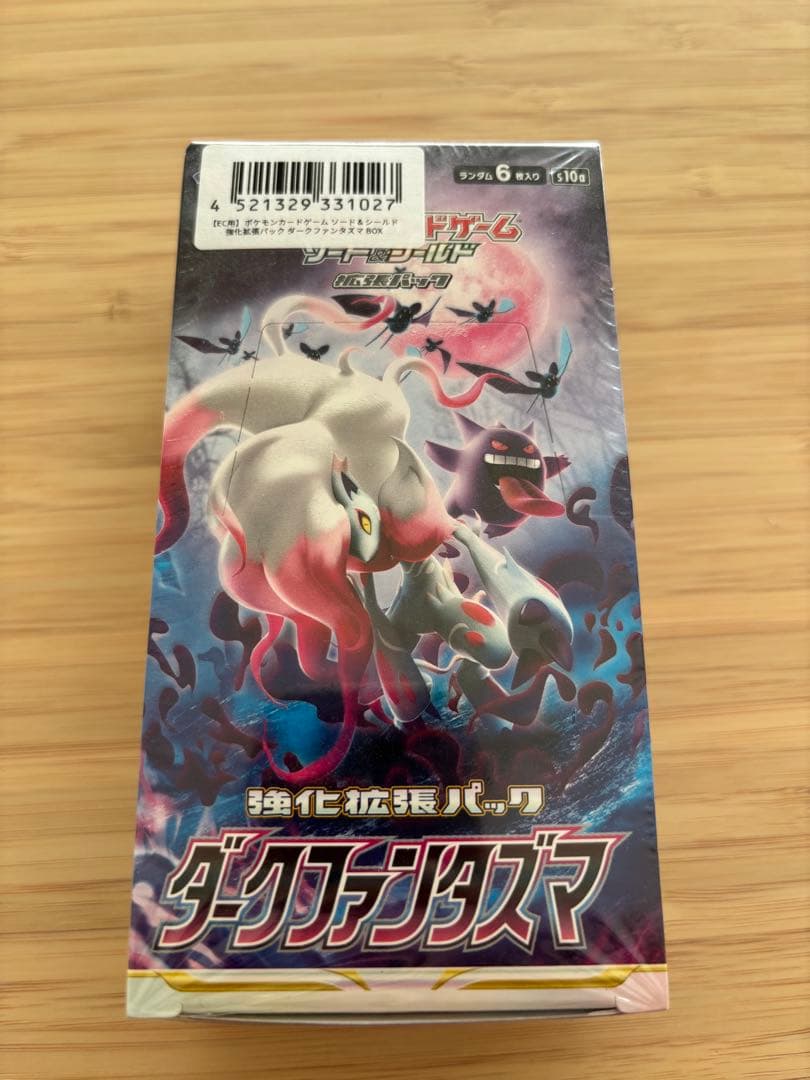 4 521329 331027
【EC用】ポケモンカードゲーム ソード&シールド
強化拡張パック ダークファンタズマ BOX
ランダム6枚入り
s10a
ドゲーム
ソード&シールド
拡張パック
強化拡張パック
ダークファンタズマ